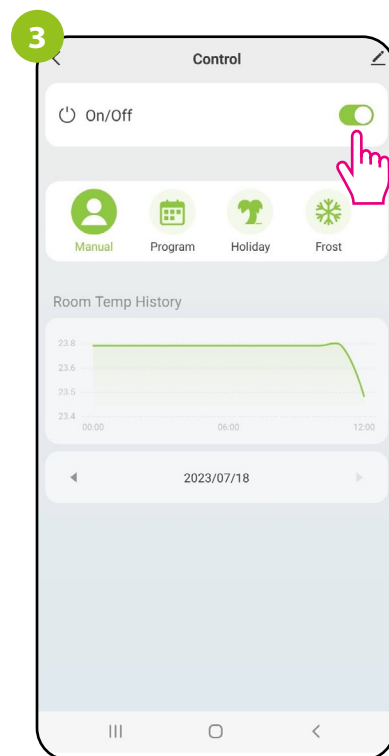 3
Control
On/Off
Manual Program Holiday Frost
Room Temp History
23.8
23.6
23.5
23.4
00:00 06:00 12:00
2023/07/18